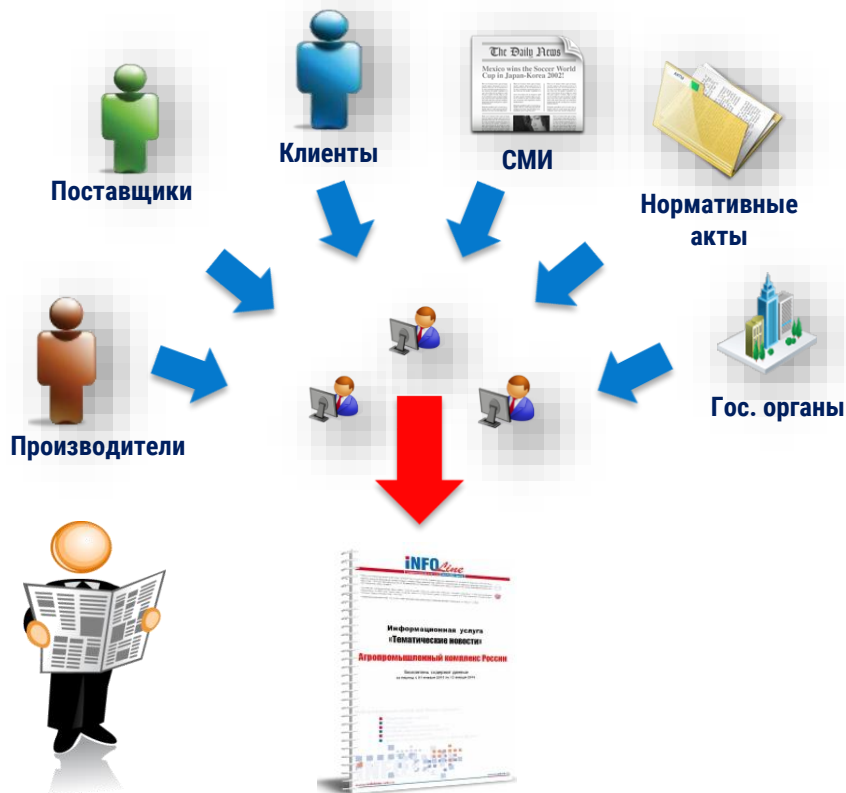 The Daily News
Mexico wins the Soccer World
Cup in Japan-Korea 2002!
Клиенты
СМИ
Поставщики
Нормативные
акты
Гос. органы
Производители
iNFOLine
Информационная услуга
«Тематические новости»
Агропромышленный комплекс России